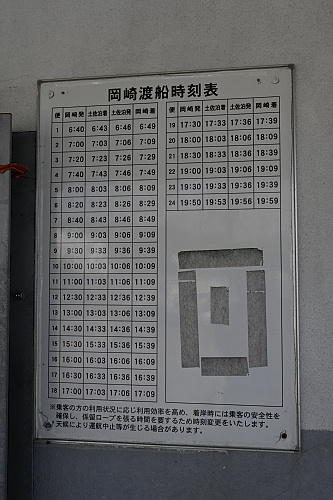 岡崎渡船時刻表
便 岡崎発 土佐泊着 土佐泊発 岡崎着
1 6:40 6:43 6:46 6:49
2 7:00 7:03 7:06 7:09
3 7:20 7:23 7:26 7:29
4 7:40 7:43 7:46 7:49
5 8:00 8:03 8:06 8:09
6 8:20 8:23 8:26 8:29
7 8:40 8:43 8:46 8:49
8 9:00 9:03 9:06 9:09
9 9:30 9:33 9:36 9:39
10 10:00 10:03 10:06 10:09
11 11:00 11:03 11:06 11:09
12 12:30 12:33 12:36 12:39
13 13:00 13:03 13:06 13:09
14 14:30 14:33 14:36 14:39
15 15:30 15:33 15:36 15:39
16 16:00 16:03 16:06 16:09
17 16:30 16:33 16:36 16:39
18 17:00 17:03 17:06 17:09
便 岡崎発 土佐泊着 土佐泊発 岡崎着
19 17:30 17:33 17:36 17:39
20 18:00 18:03 18:06 18:09
21 18:30 18:33 18:36 18:39
22 19:00 19:03 19:06 19:09
23 19:30 19:33 19:36 19:39
24 19:50 19:53 19:56 19:59
※乗客の方の利用状況に応じ利用効率を高め、着岸時には乗客の安全性を
確保し、係留ロープを張る時間を要するため時刻変更をいたします。
天候により運航中止等が生じる場合があります。